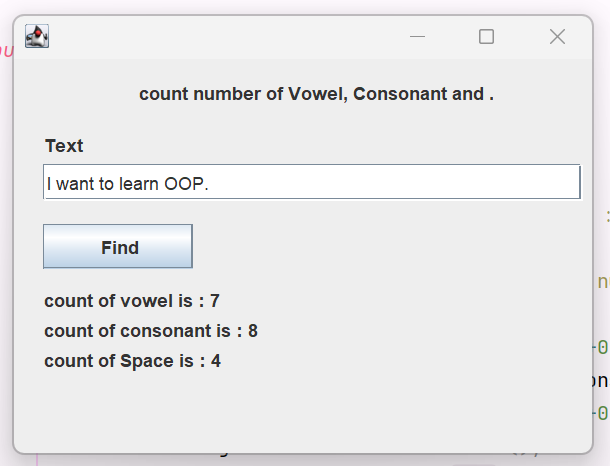 count number of Vowel, Consonant and .
Text
I want to learn OOP.
Find
count of vowel is : 7
count of consonant is : 8
count of Space is : 4